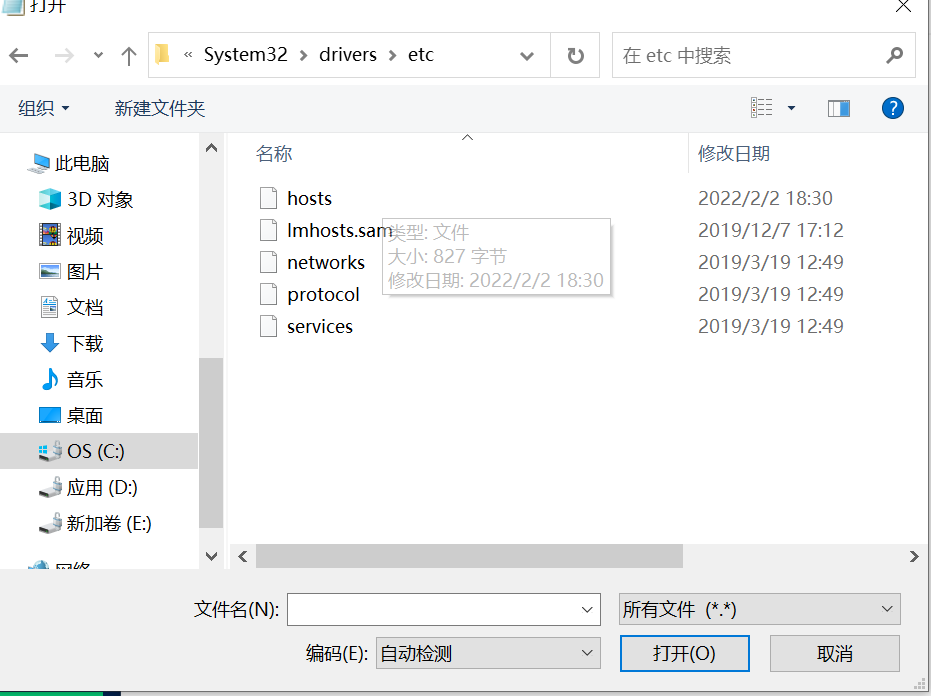 打开
« System32 > drivers > etc
在 etc 中搜索
组织
新建文件夹
此电脑
3D 对象
视频
图片
文档
下载
音乐
桌面
OS (C:)
应用 (D:)
新加卷 (E:)
网络
名称
修改日期
hosts
2022/2/2 18:30
lmhosts.sam
2019/12/7 17:12
networks
2019/3/19 12:49
protocol
2019/3/19 12:49
services
2019/3/19 12:49
类型: 文件
大小: 827 字节
修改日期: 2022/2/2 18:30
文件名(N):
所有文件 (*.*)
编码(E):
自动检测
打开(O)
取消